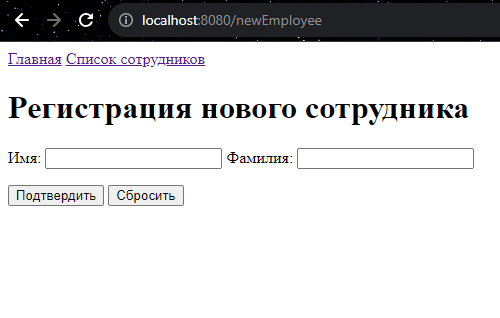 localhost:8080/newEmployee
Главная Список сотрудников
Регистрация нового сотрудника
Имя: Фамилия:
Подтвердить Сбросить